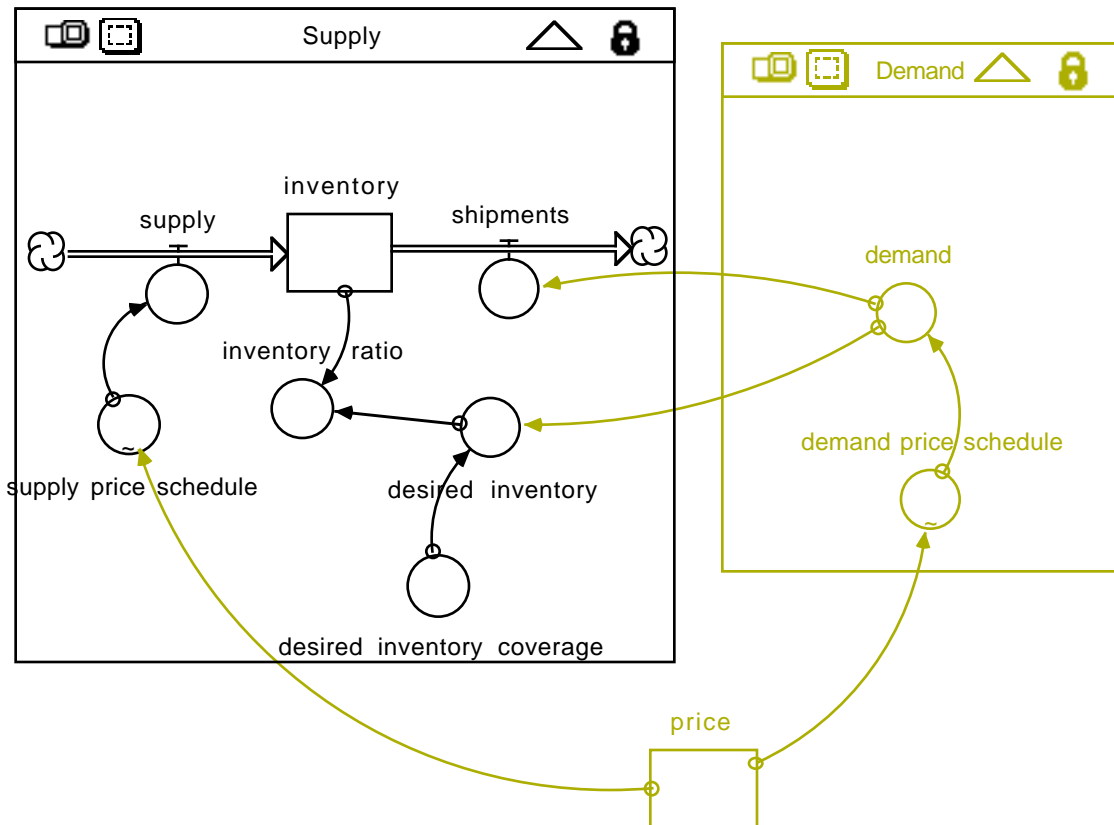 Supply
Demand
inventory
supply
shipments
demand
inventory ratio
demand price schedule
~
supply price schedule
desired inventory
~
desired inventory coverage
price